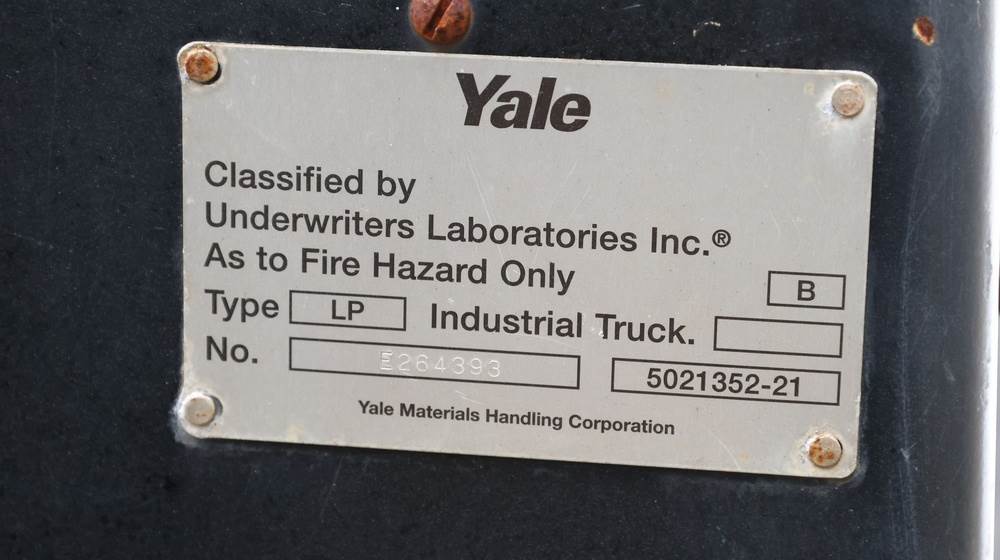 Yale
Classified by
Underwriters Laboratories Inc.®
As to Fire Hazard Only
B
Type LP Industrial Truck.
No. E264393 5021352-21
Yale Materials Handling Corporation